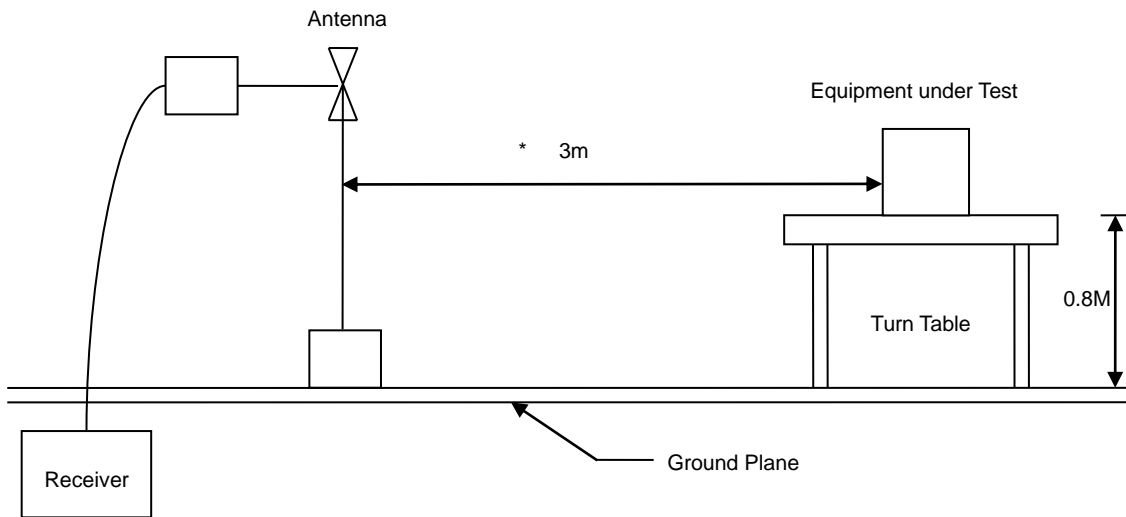 Antenna
Equipment under Test
* 3m
0.8M
Turn Table
Ground Plane
Receiver